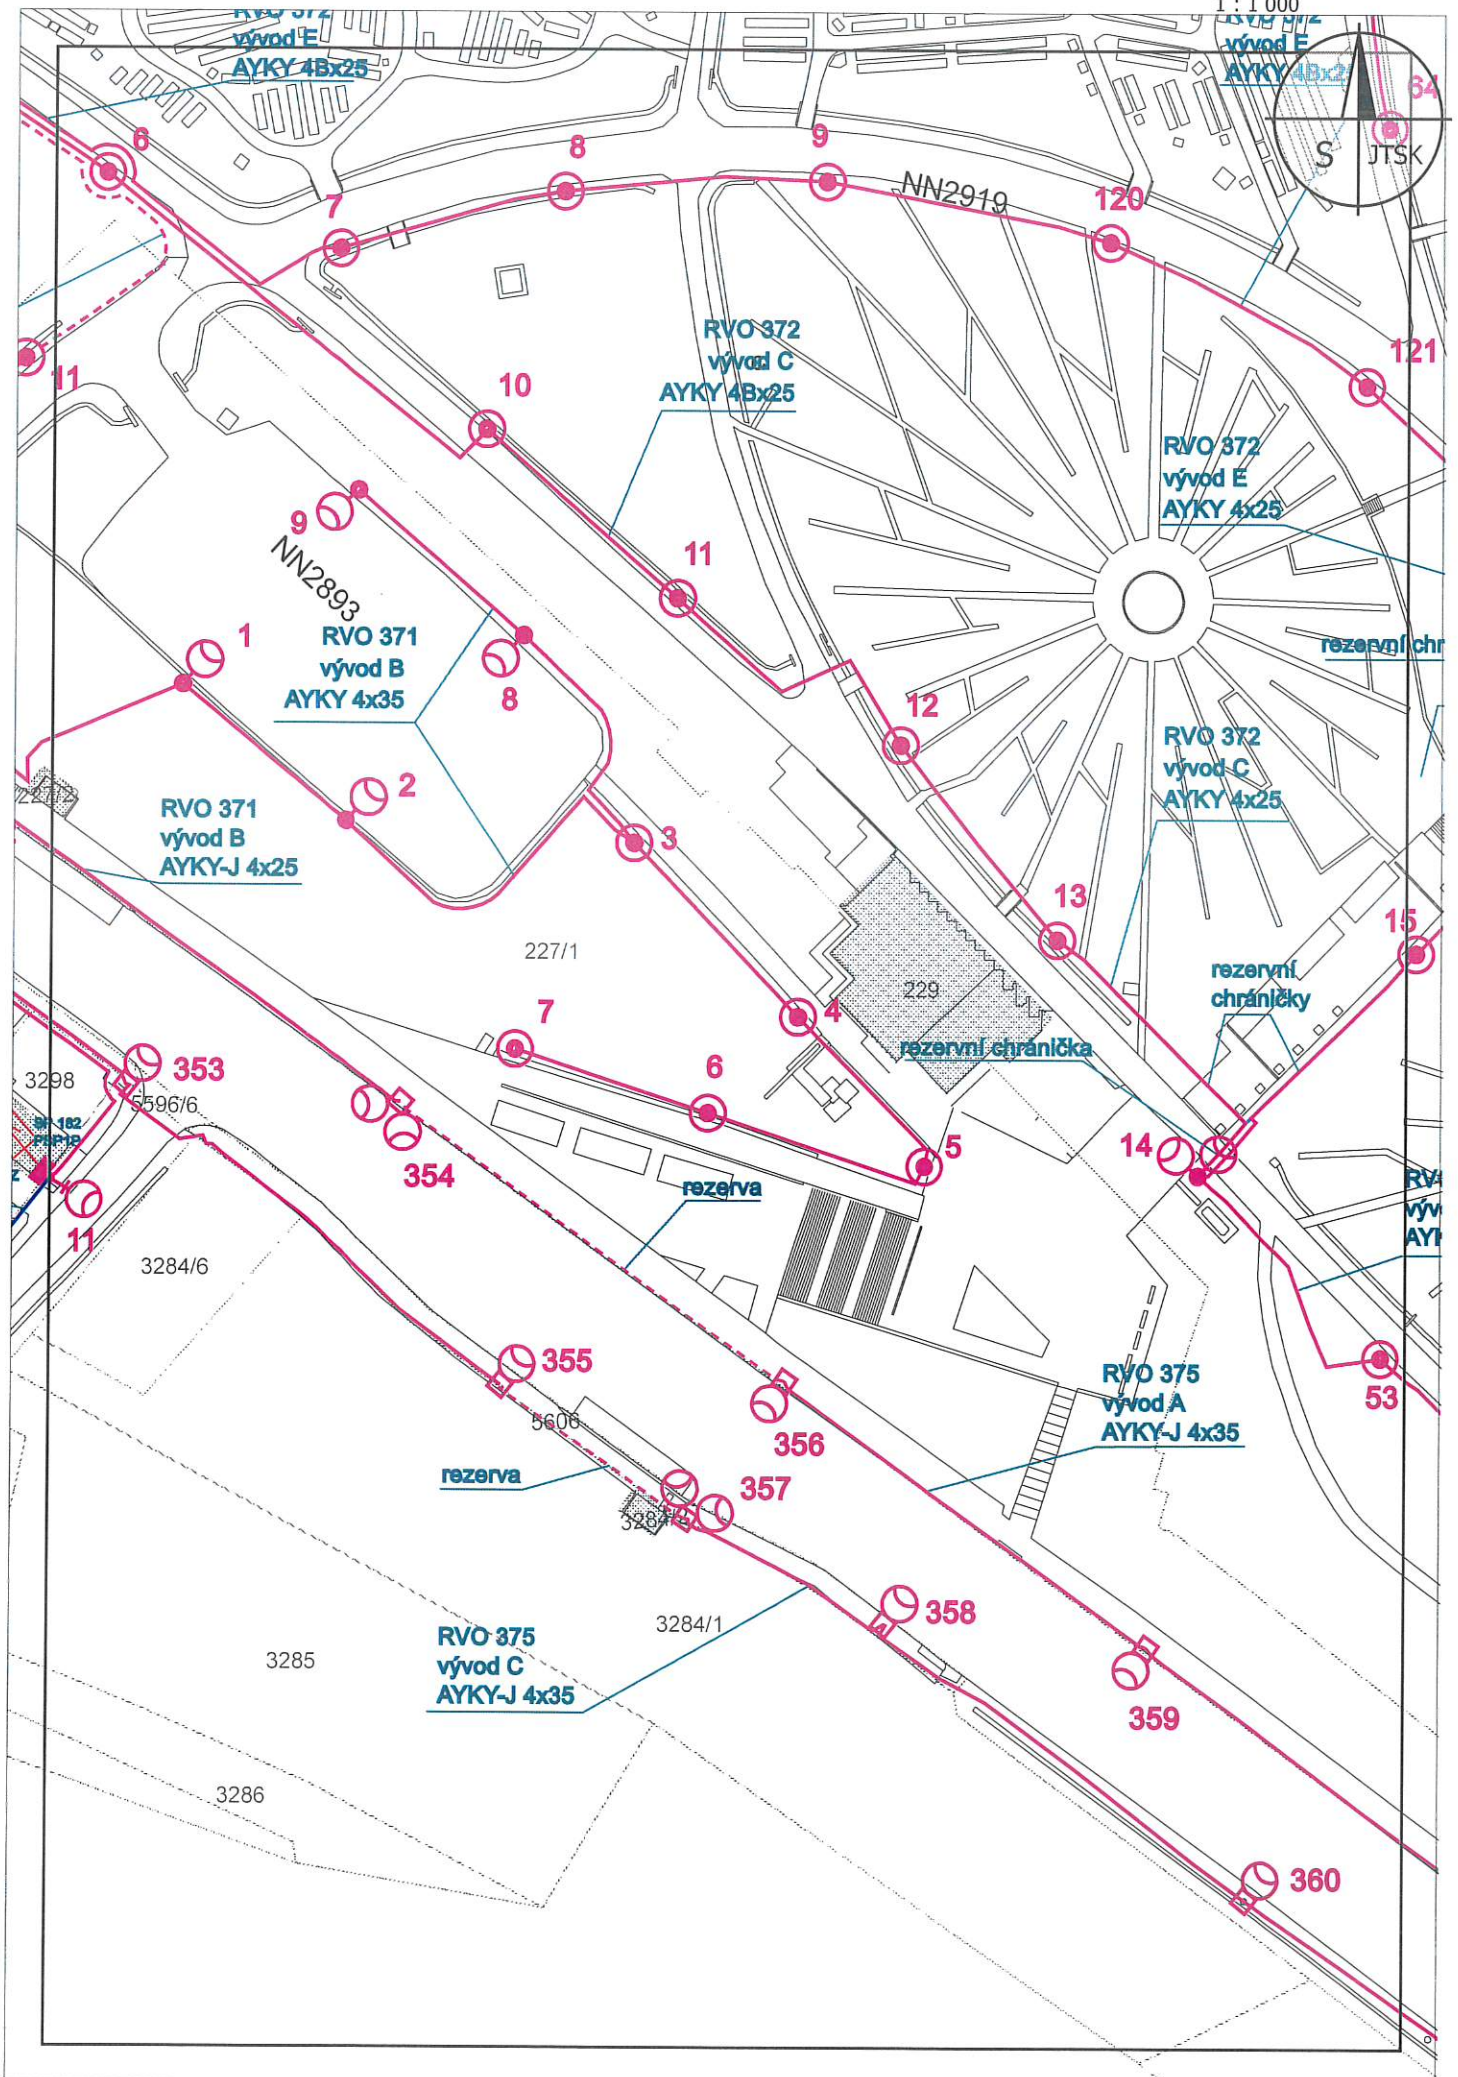 1 : 1 000
RVO 372
vývod E
AYKY 4Bx25
RVO 372
vývod E
AYKY 4Bx25
64
S
JTSK
6
7
8
9
NN2919
120
121
11
10
RVO 372
vývod C
AYKY 4Bx25
RVO 372
vývod E
AYKY 4x25
9
NN2893
11
1
RVO 371
vývod B
AYKY 4x35
8
rezervní chr
12
RVO 372
vývod C
AYKY 4x25
2
227/2
RVO 371
vývod B
AYKY-J 4x25
3
13
15
227/1
229
rezervní
chráničky
4
7
rezervní chránička
353
3298
5596/6
6
354
14
5
rezerva
11
3284/6
RV
výv
AY
355
5606
356
RVO 375
vývod A
AYKY-J 4x35
53
rezerva
357
358
3284/1
RVO 375
vývod C
AYKY-J 4x35
3285
359
3286
360